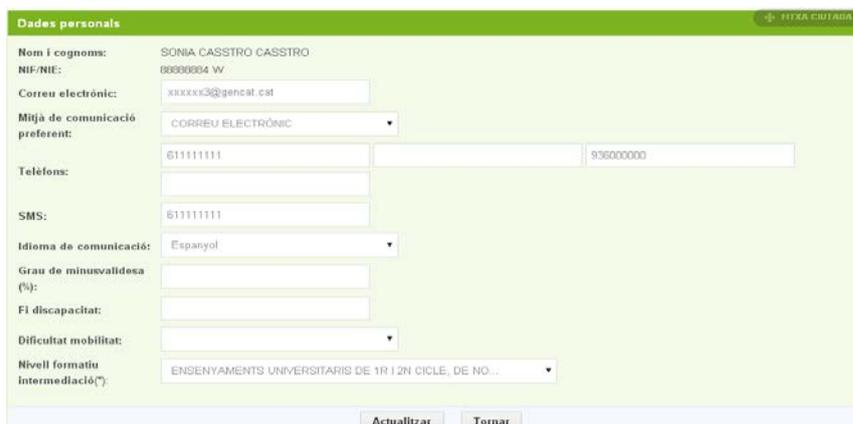 Dades personals
FITXA CIUTADA
Nom i cognoms: SONIA CASSTRO CASSTRO
NIF/NIE: 88888884 W
Correu electrònic: xxxxxx3@gencat.cat
Mitjà de comunicació
preferent: CORREU ELECTRÒNIC
Telèfons: 611111111 936000000
SMS: 611111111
Idioma de comunicació: Espanyol
Grau de minusvalidesa
(%):
Fi discapacitat:
Dificultat mobilitat:
Nivell formatiu
intermediació(*): ENSENYAMENTS UNIVERSITARIS DE 1R I 2N CICLE, DE NO...
Actualitzar Tornar